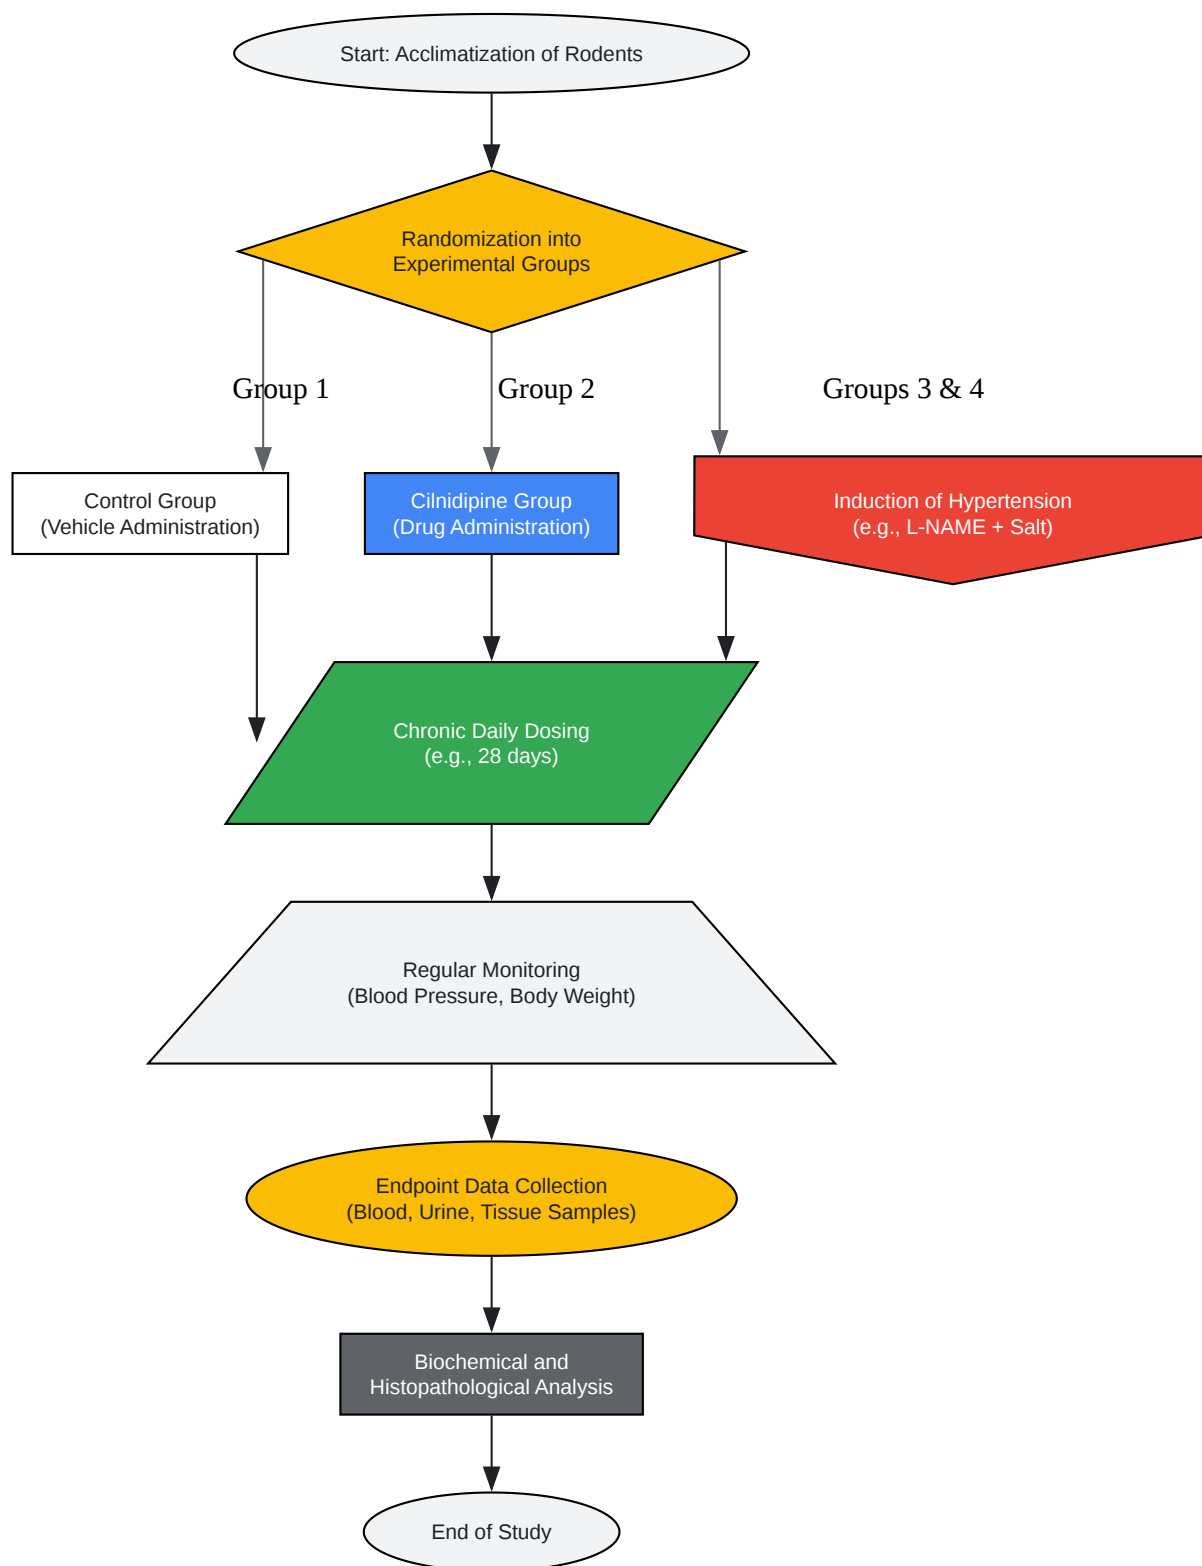 Start: Acclimatization of Rodents
Randomization into
Experimental Groups
Group 1
Group 2
Groups 3 & 4
Control Group
(Vehicle Administration)
Cilnidipine Group
(Drug Administration)
Induction of Hypertension
(e.g., L-NAME + Salt)
Chronic Daily Dosing
(e.g., 28 days)
Regular Monitoring
(Blood Pressure, Body Weight)
Endpoint Data Collection
(Blood, Urine, Tissue Samples)
Biochemical and
Histopathological Analysis
End of Study